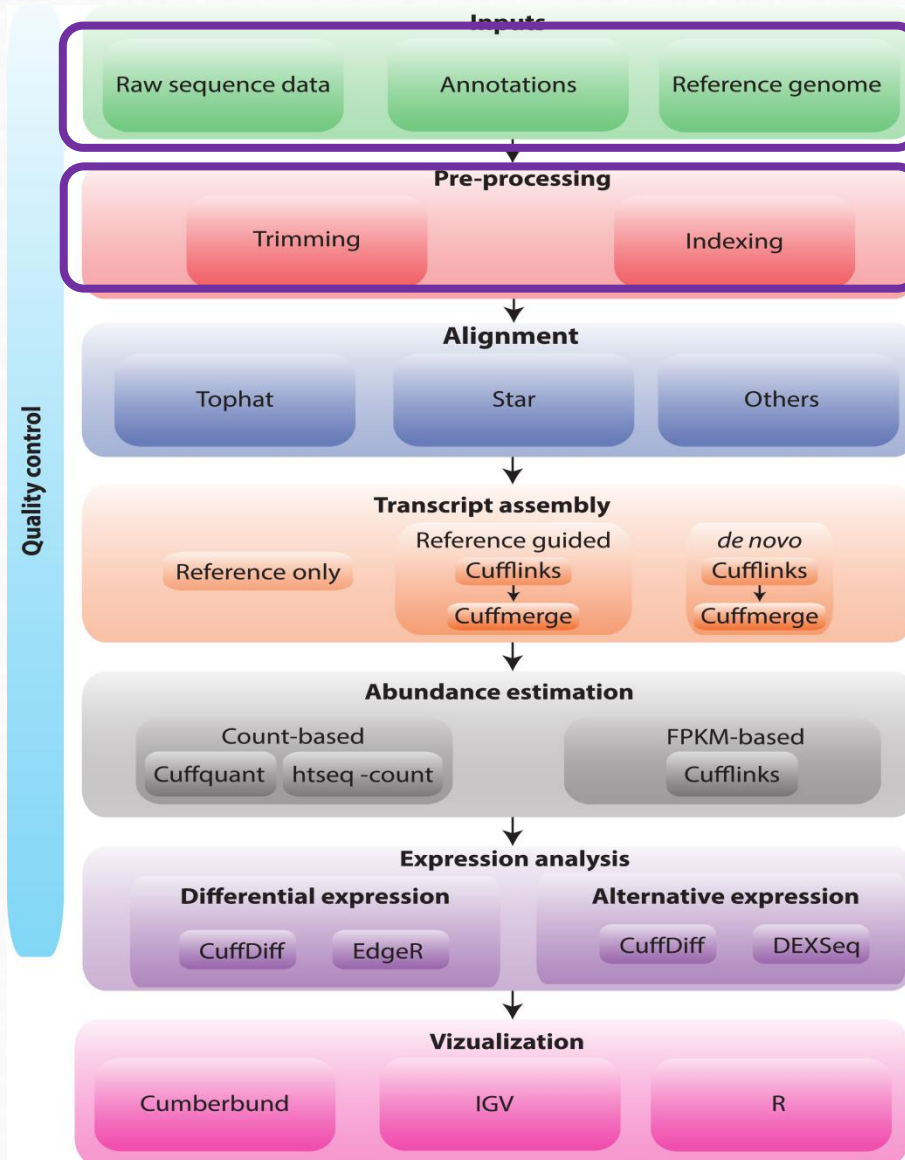 Inputs
Raw sequence data
Annotations
Reference genome
Pre-processing
Trimming
Indexing
Alignment
Tophat
Star
Others
Quality control
Transcript assembly
Reference only
Reference guided
Cufflinks
Cuffmerge
de novo
Cufflinks
Cuffmerge
Abundance estimation
Count-based
Cuffquant
htseq -count
FPKM-based
Cufflinks
Expression analysis
Differential expression
CuffDiff
EdgeR
Alternative expression
CuffDiff
DEXSeq
Vizualization
Cumberbund
IGV
R